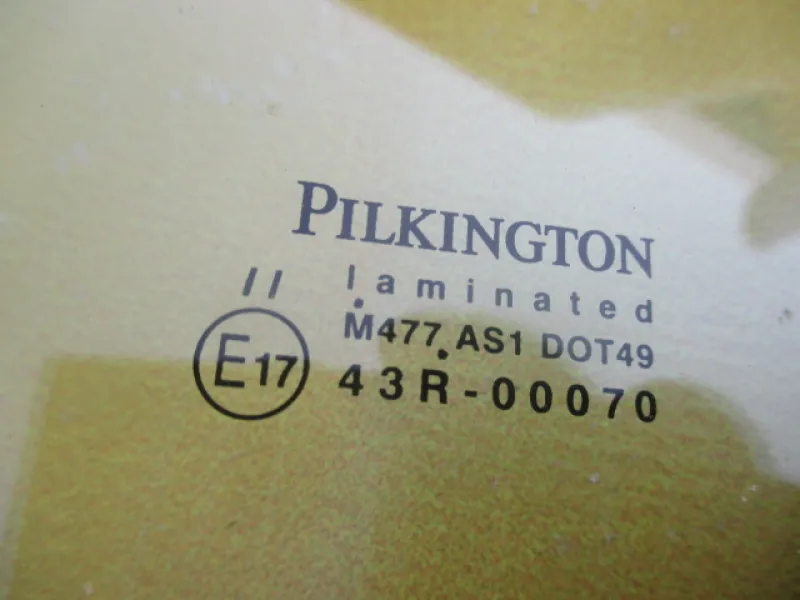 PILKINGTON
// laminated
M477 AS1 DOT49
E17 43R-00070